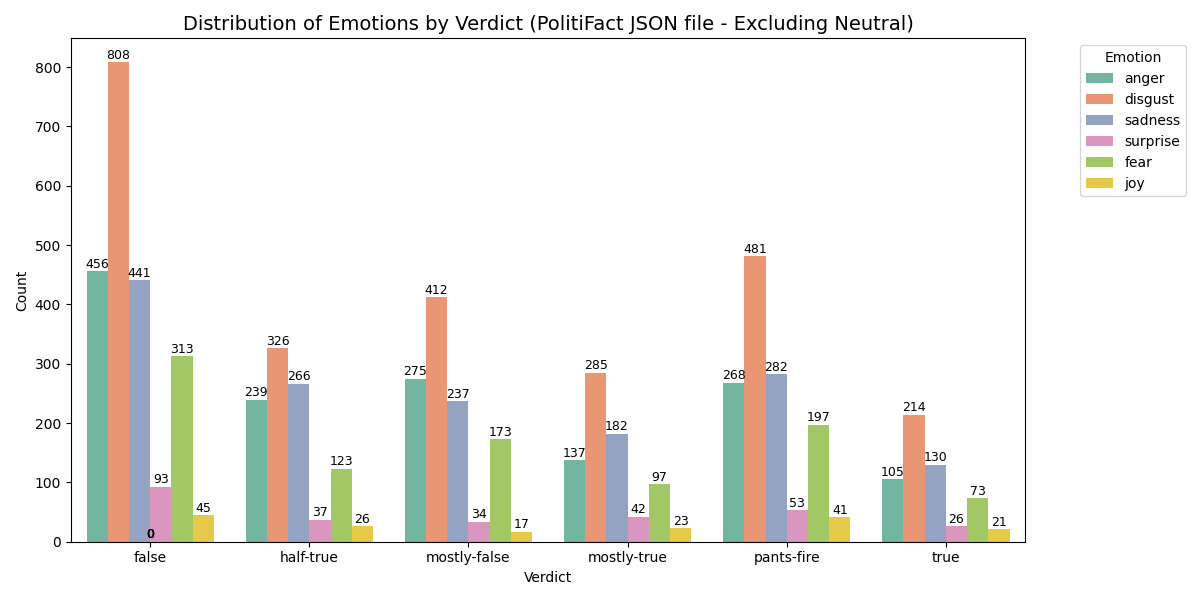 Distribution of Emotions by Verdict (PolitiFact JSON file - Excluding Neutral)
Count
800
700
600
500
400
300
200
100
0
456
808
441
0
93
313
45
239
326
266
37
123
26
275
412
237
34
173
17
137
285
182
42
97
23
268
481
282
53
197
41
105
214
130
26
73
21
false
half-true
mostly-false
mostly-true
pants-fire
true
Verdict
Emotion
anger
disgust
sadness
surprise
fear
joy